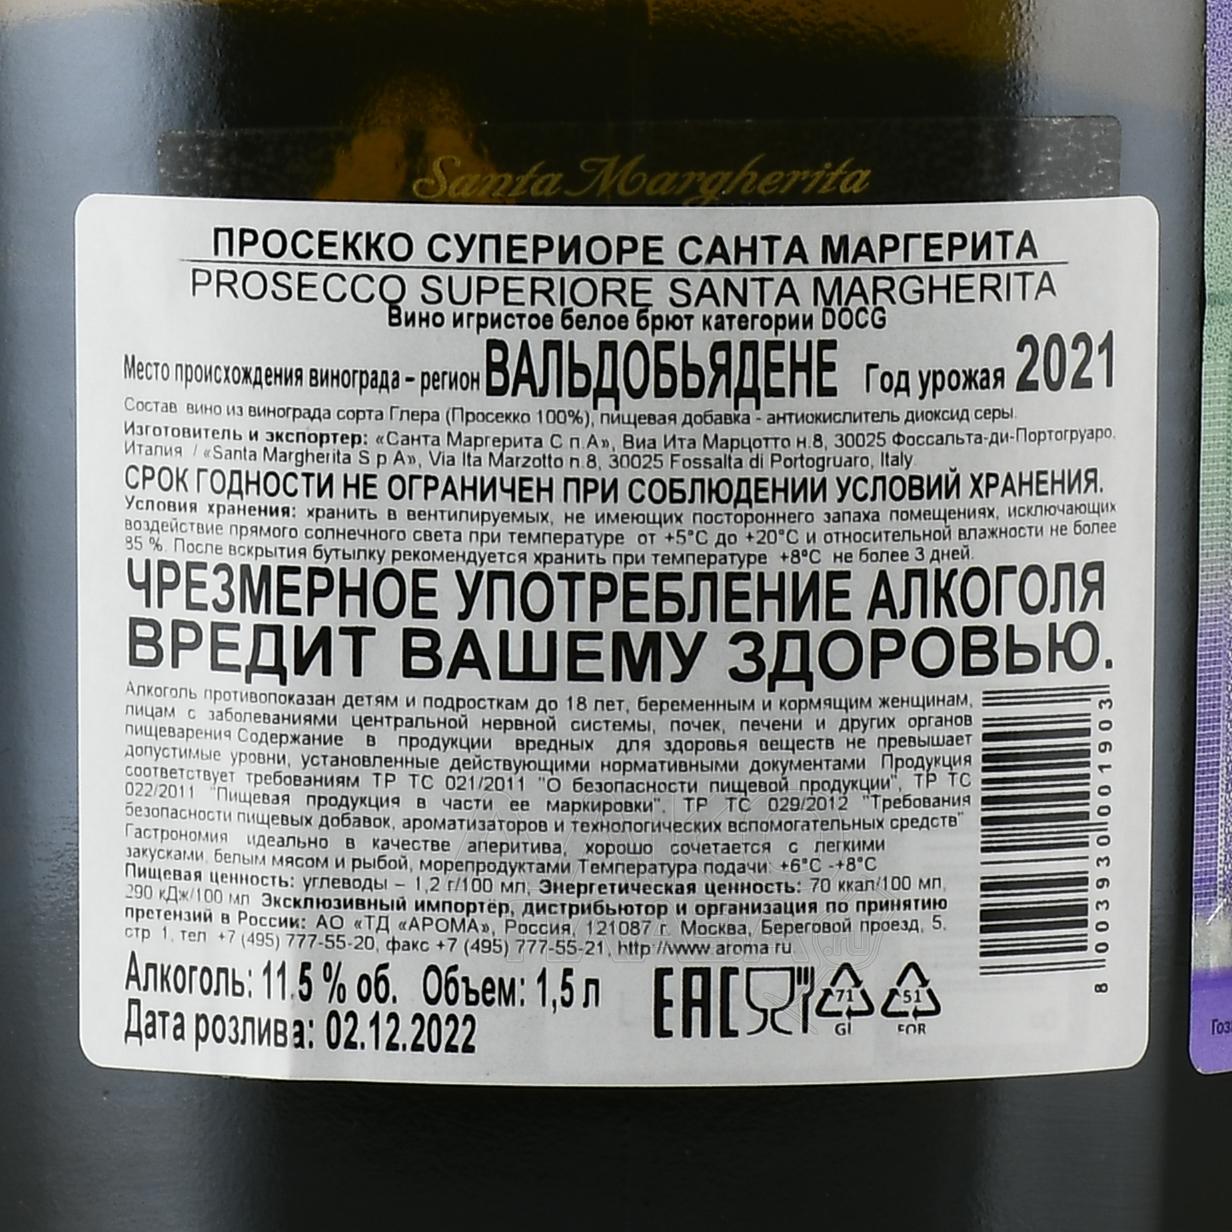 Santa Margherita
ПРОСЕККО СУПЕРИОРЕ САНТА МАРГЕРИТА
PROSECCO SUPERIORE SANTA MARGHERITA
Вино игристое белое брют категории DOCG
Место происхождения винограда – регион ВАЛЬДОБЬЯДЕНЕ Год урожая 2021
Состав вино из винограда сорта Глера (Просекко 100%), пищевая добавка - антиокислитель диоксид серы.
Изготовитель и экспортер: «Санта Маргерита С п.А», Виа Ита Марцотто н.8, 30025 Фоссальта-ди-Портогруаро,
Италия / «Santa Margherita S p A», Via Ita Marzotto n.8, 30025 Fossalta di Portogruaro, Italy
СРОК ГОДНОСТИ НЕ ОГРАНИЧЕН ПРИ СОБЛЮДЕНИИ УСЛОВИЙ ХРАНЕНИЯ.
Условия хранения: хранить в вентилируемых, не имеющих постороннего запаха помещениях, исключающих
воздействие прямого солнечного света при температуре от +5°С до +20°С и относительной влажности не более
85 %. После вскрытия бутылку рекомендуется хранить при температуре +8°С не более 3 дней.
ЧРЕЗМЕРНОЕ УПОТРЕБЛЕНИЕ АЛКОГОЛЯ
ВРЕДИТ ВАШЕМУ ЗДОРОВЬЮ.
Алкоголь противопоказан детям и подросткам до 18 лет, беременным и кормящим женщинам,
лицам с заболеваниями центральной нервной системы, почек, печени и других органов
пищеварения Содержание в продукции вредных для здоровья веществ не превышает
допустимые уровни, установленные действующими нормативными документами Продукция
соответствует требованиям ТР ТС 021/2011 "О безопасности пищевой продукции", ТР ТС
022/2011 "Пищевая продукция в части ее маркировки", ТР ТС 029/2012 "Требования
безопасности пищевых добавок, ароматизаторов и технологических вспомогательных средств"
Гастрономия идеально в качестве аперитива, хорошо сочетается с легкими
закусками, белым мясом и рыбой, морепродуктами Температура подачи: +6°С -+8°С
Пищевая ценность: углеводы – 1,2 г/100 мл, Энергетическая ценность: 70 ккал/100 мл,
290 кДж/100 мл Эксклюзивный импортёр, дистрибьютор и организация по принятию
претензий в России: АО «ТД «АРОМА», Россия, 121087 г. Москва, Береговой проезд, 5,
стр 1, тел +7 (495) 777-55-20, факс +7 (495) 777-55-21, http://www.aroma.ru
Алкоголь: 11.5 % об. Объем: 1,5 л
Дата розлива: 02.12.2022
EAC
71
GI
51
FOR
8 003930 001903